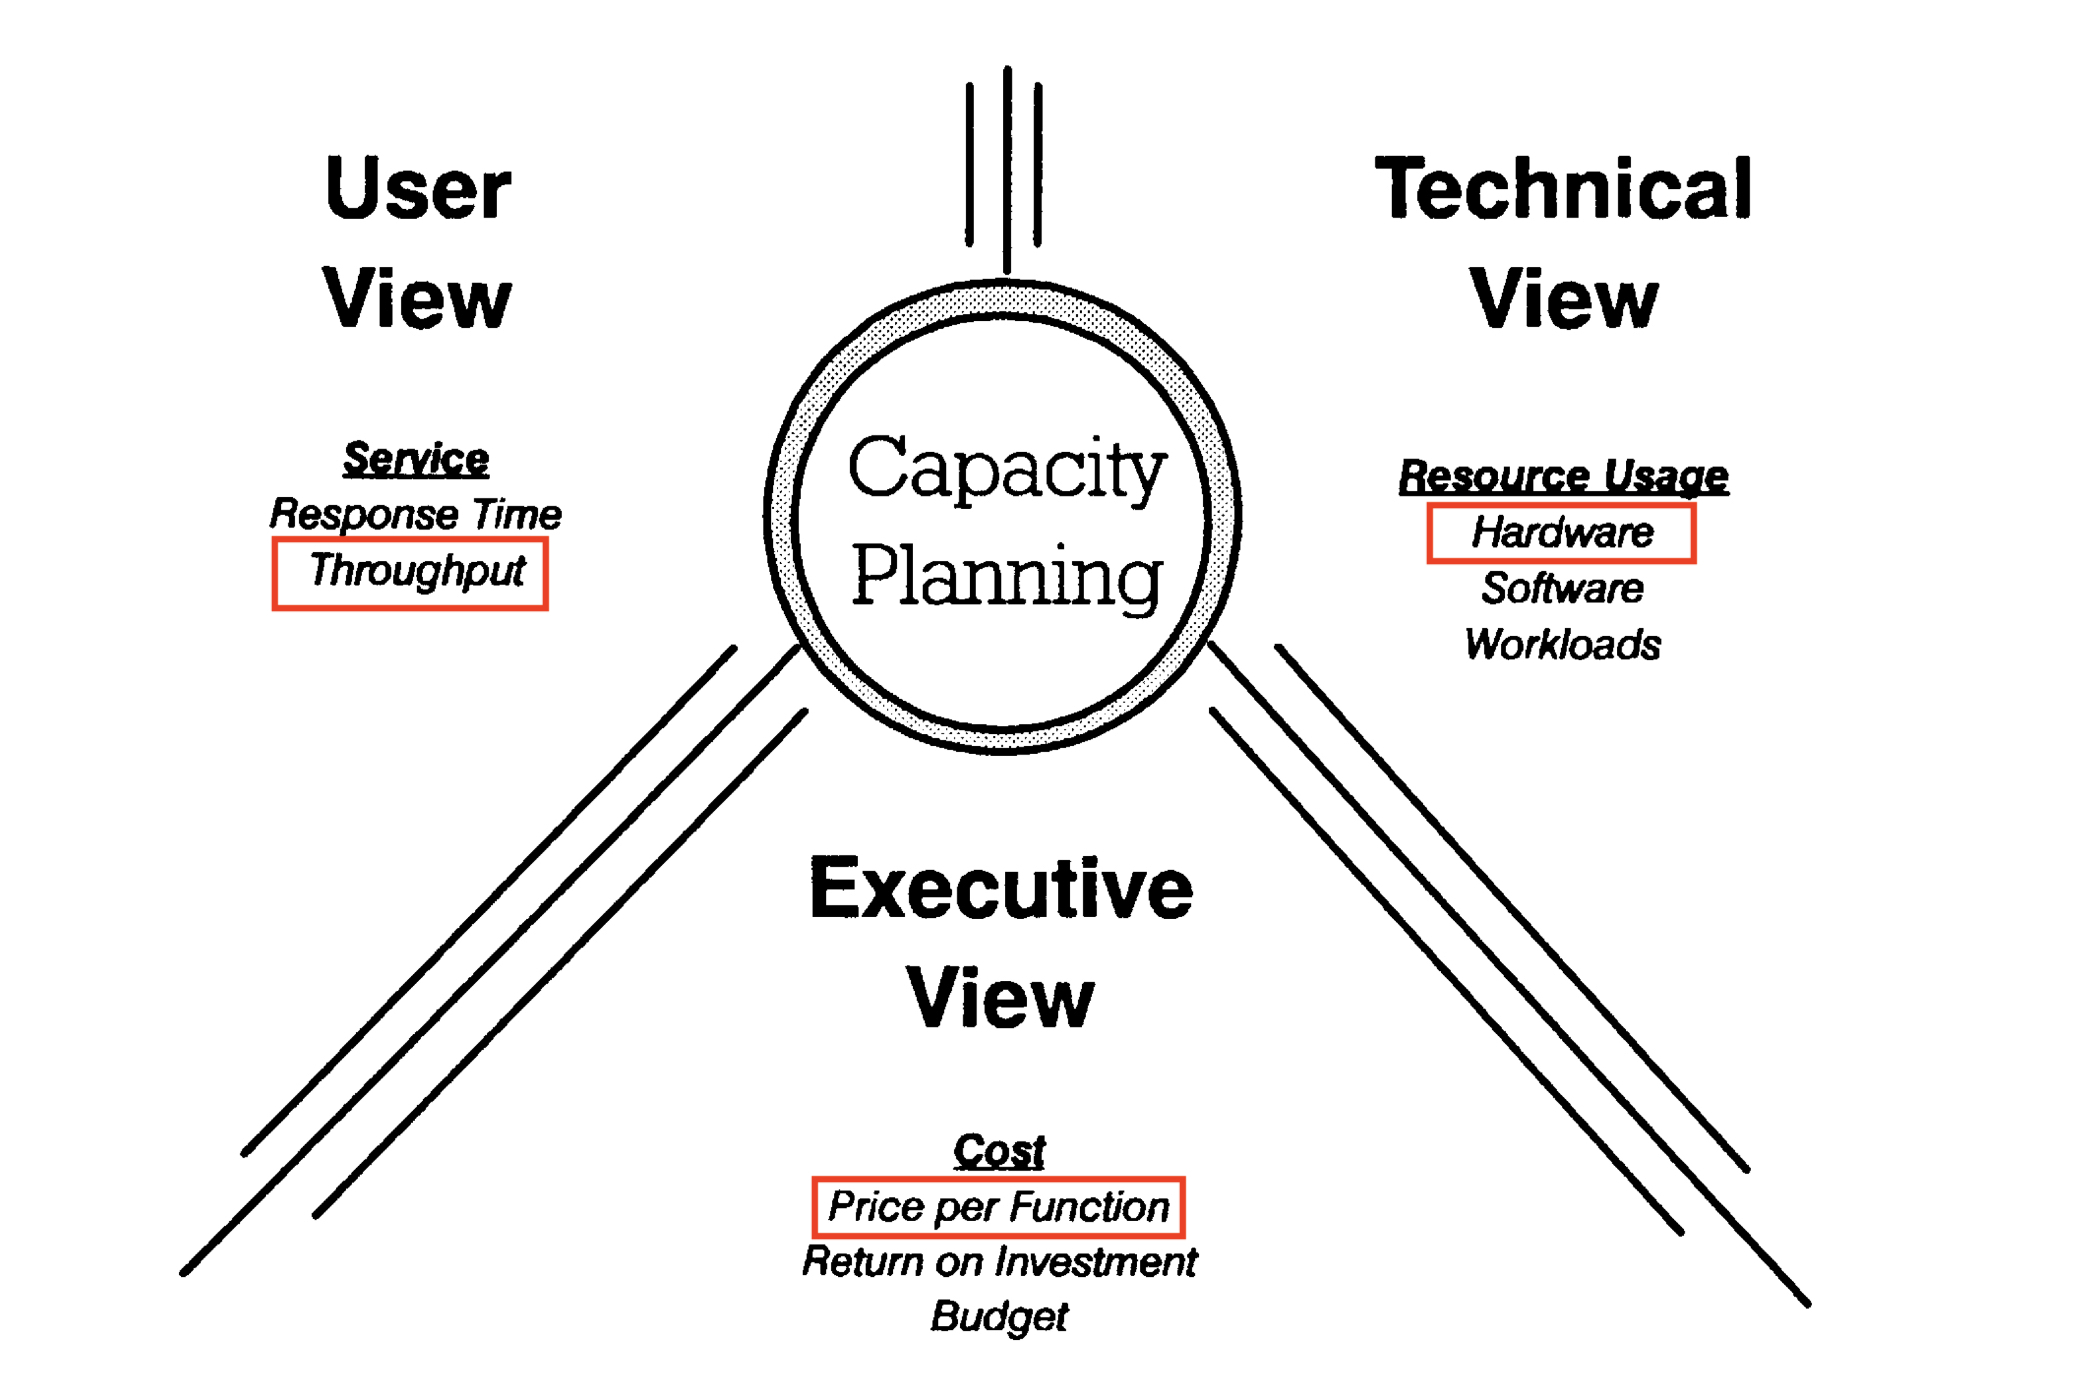 User
View
Service
Response Time
Throughput
Capacity
Planning
Technical
View
Resource Usage
Hardware
Software
Workloads
Executive
View
Cost
Price per Function
Return on Investment
Budget